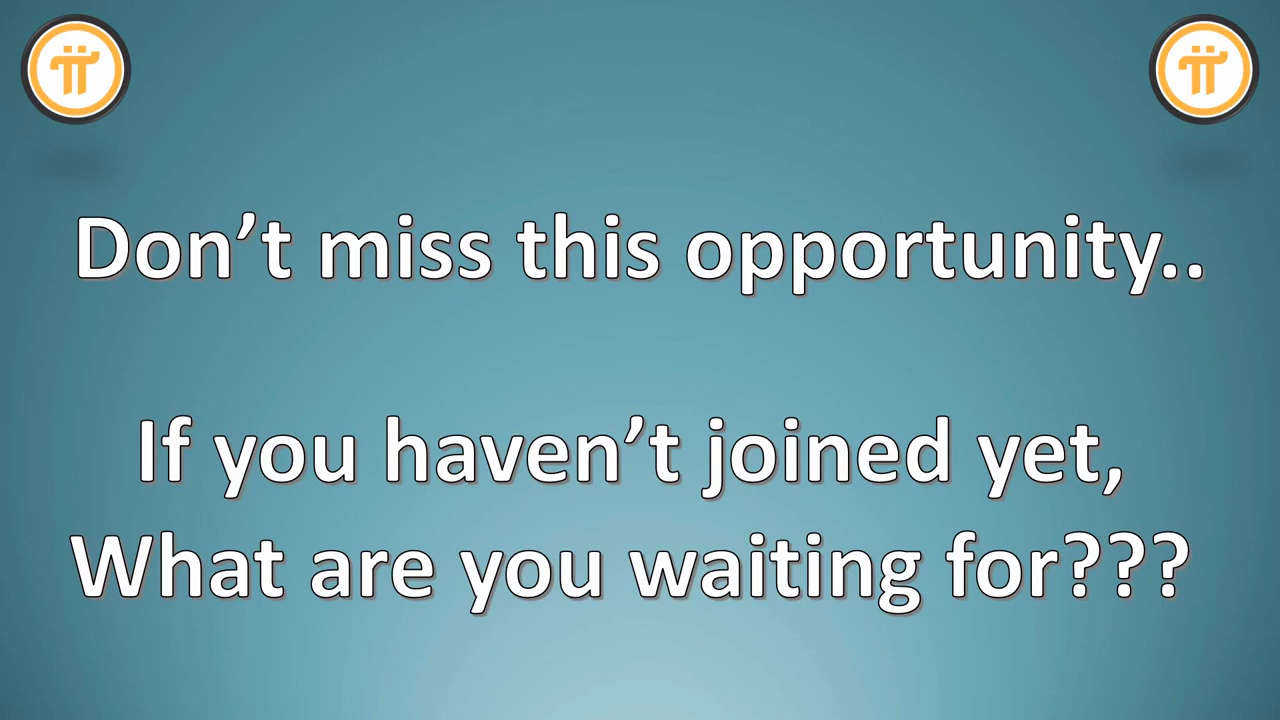 Don’t miss this opportunity..
If you haven’t joined yet,
What are you waiting for???